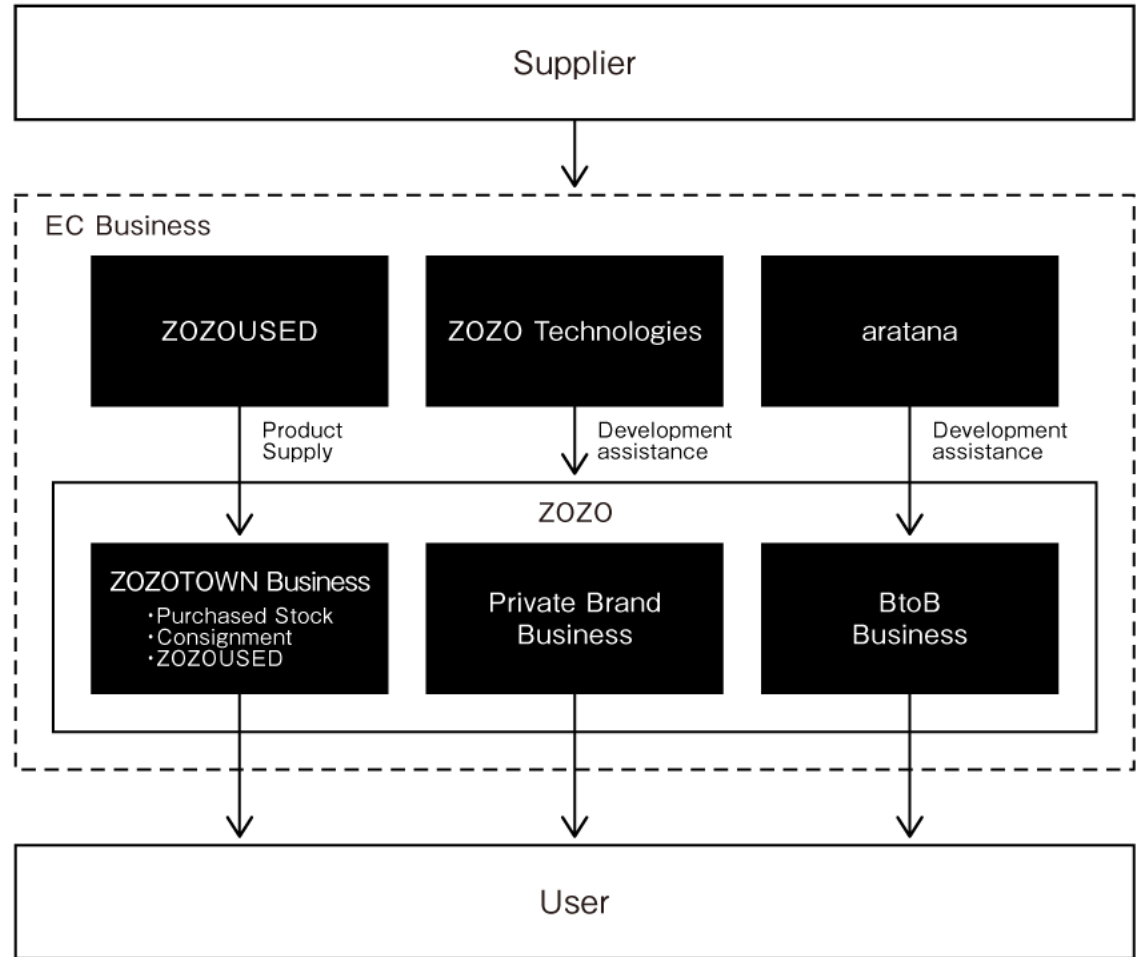 Supplier
EC Business
ZOZOUSED
ZOZO Technologies
aratana
Product
Supply
Development
assistance
Development
assistance
ZOZO
ZOZOTOWN Business
・Purchased Stock
・Consignment
・ZOZOUSED
Private Brand
Business
BtoB
Business
User